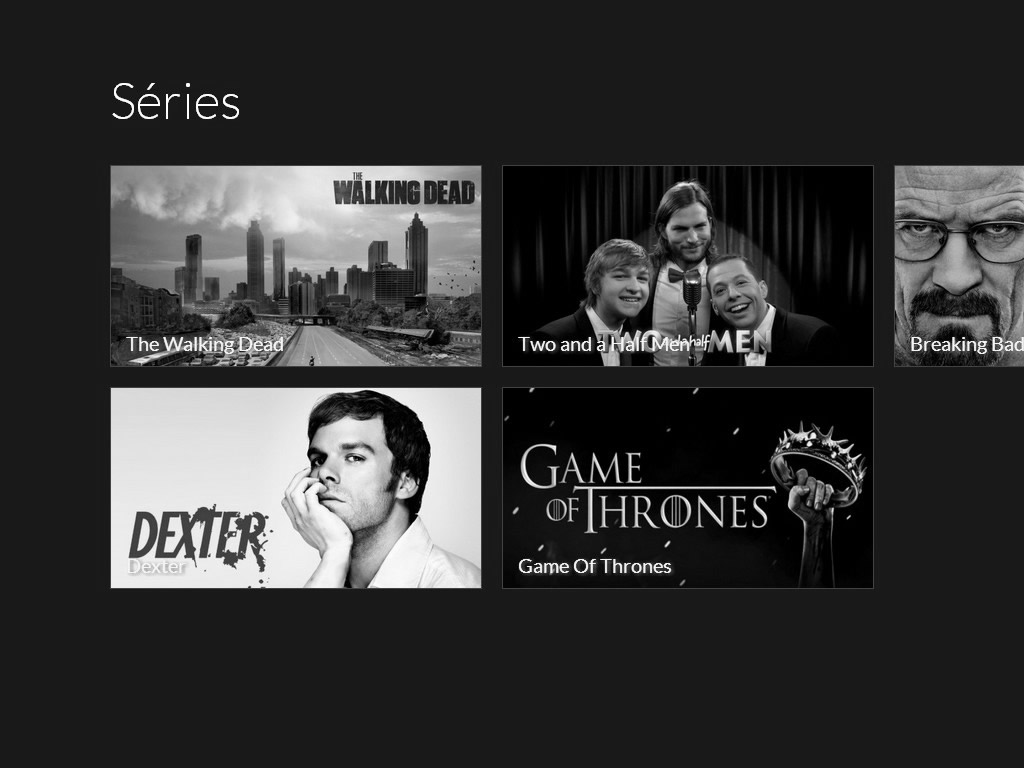 Séries
THE
WALKING DEAD
The Walking Dead
TWO and a half MEN
Two and a Half Men
Breaking Bad
DEXTER
Dexter
GAME
OF THRONES
Game Of Thrones